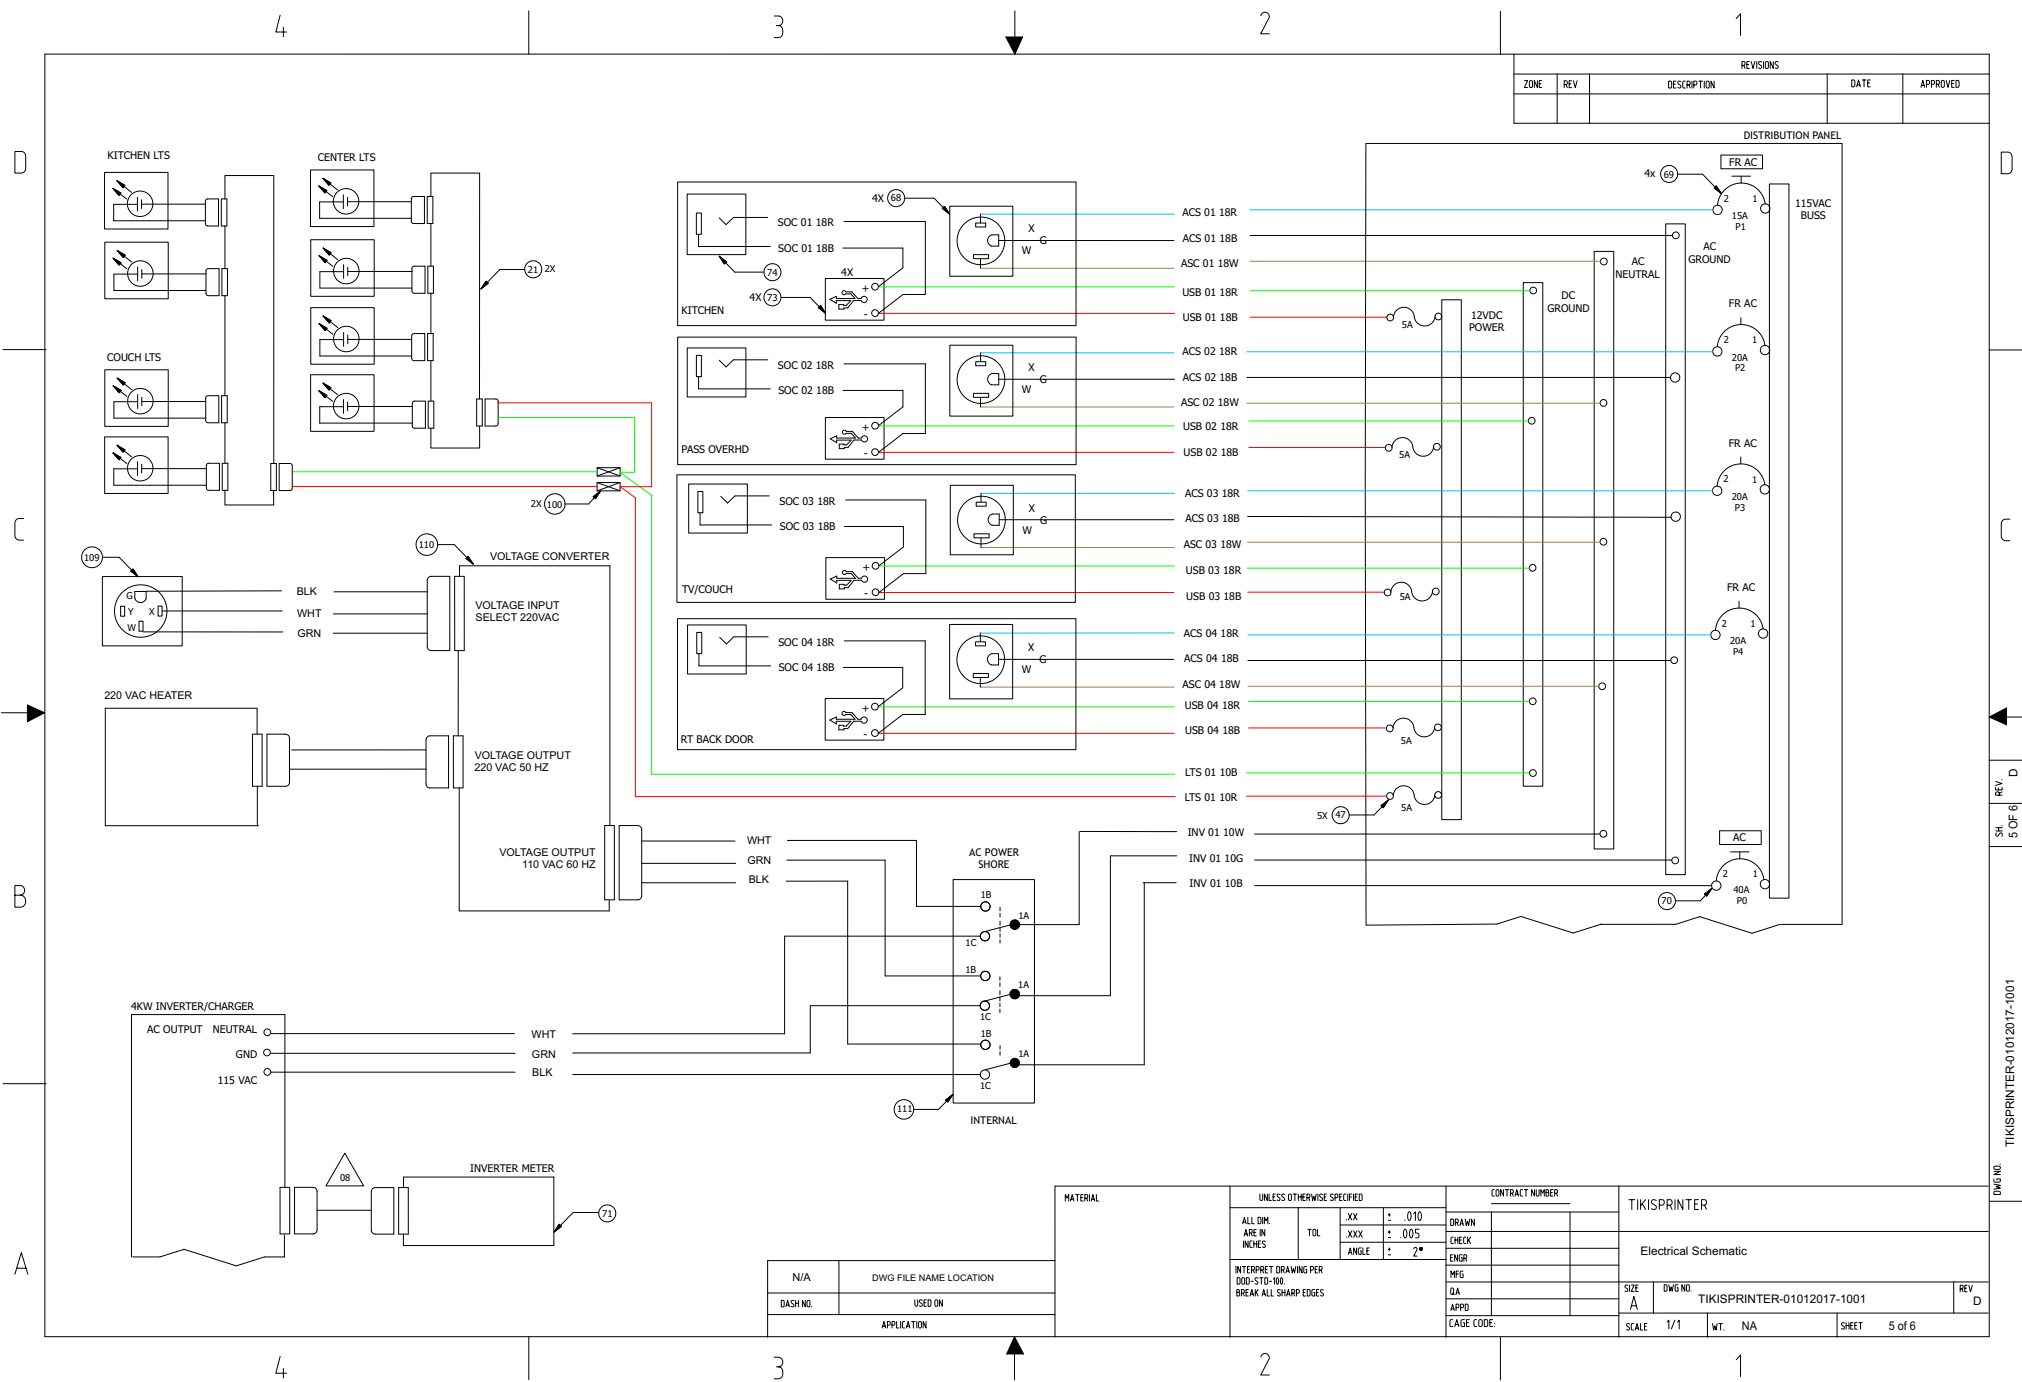 4 3 2 1
D
C
B
A
REVISIONS
ZONE REV DESCRIPTION DATE APPROVED
KITCHEN LTS
CENTER LTS
COUCH LTS
21 2X
2X 100
109
BLK
WHT
GRN
G
Y X
W
110
VOLTAGE CONVERTER
VOLTAGE INPUT
SELECT 220VAC
220 VAC HEATER
VOLTAGE OUTPUT
220 VAC 50 HZ
VOLTAGE OUTPUT
110 VAC 60 HZ
WHT
GRN
BLK
4KW INVERTER/CHARGER
AC OUTPUT NEUTRAL
GND
115 VAC
WHT
GRN
BLK
08
INVERTER METER
71
AC POWER
SHORE
1B
1A
1C
1B
1A
1C
1B
1A
1C
111
INTERNAL
SOC 01 18R
SOC 01 18B
74
4X 73
4X
+
-
4X 68
X
G
W
KITCHEN
SOC 02 18R
SOC 02 18B
+
-
X
G
W
PASS OVERHD
SOC 03 18R
SOC 03 18B
+
-
X
G
W
TV/COUCH
SOC 04 18R
SOC 04 18B
+
-
X
G
W
RT BACK DOOR
ACS 01 18R
ACS 01 18B
ASC 01 18W
USB 01 18R
USB 01 18B
ACS 02 18R
ACS 02 18B
ASC 02 18W
USB 02 18R
USB 02 18B
ACS 03 18R
ACS 03 18B
ASC 03 18W
USB 03 18R
USB 03 18B
ACS 04 18R
ACS 04 18B
ASC 04 18W
USB 04 18R
USB 04 18B
LTS 01 10B
LTS 01 10R
INV 01 10W
INV 01 10G
INV 01 10B
DISTRIBUTION PANEL
4x 69
FR AC
2 1
15A
P1
115VAC
BUSS
AC
GROUND
AC
NEUTRAL
DC
GROUND
12VDC
POWER
5A
5A
5A
5A
5A
5X 47
FR AC
2 1
20A
P2
FR AC
2 1
20A
P3
FR AC
2 1
20A
P4
AC
2 1
40A
P0
70
REV. D
SH. 5 OF 6
DWG NO. TIKISPRINTER-01012017-1001
N/A DWG FILE NAME LOCATION
DASH NO. USED ON
APPLICATION
MATERIAL
UNLESS OTHERWISE SPECIFIED
ALL DIM.
ARE IN
INCHES
TOL
.XX ± .010
.XXX ± .005
ANGLE ± 2°
INTERPRET DRAWING PER
DOD-STD-100.
BREAK ALL SHARP EDGES
CONTRACT NUMBER
DRAWN
CHECK
ENGR
MFG
QA
APPD
CAGE CODE:
TIKISPRINTER
Electrical Schematic
SIZE
A
DWG NO.
TIKISPRINTER-01012017-1001
REV
D
SCALE 1/1 WT. NA SHEET 5 of 6
4 3 2 1
D
C